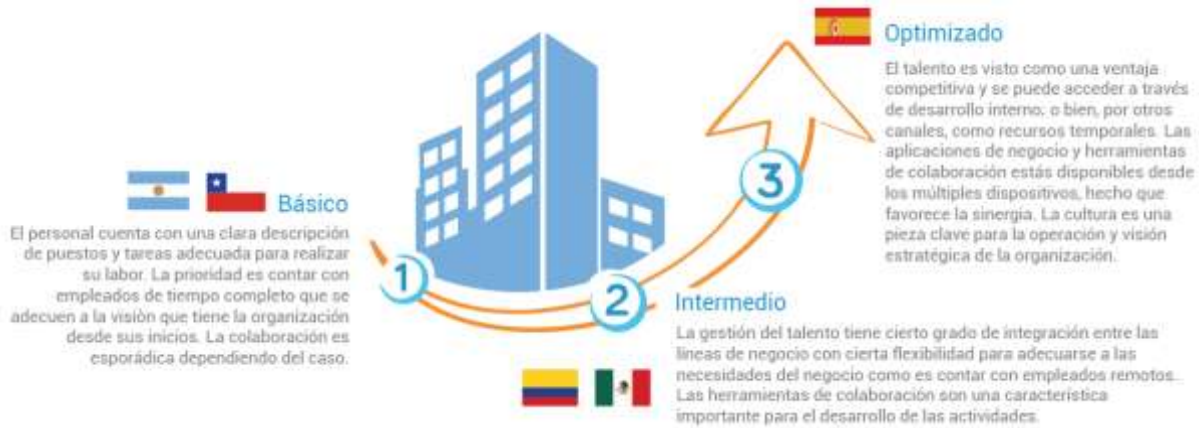 Básico
El personal cuenta con una clara descripción
de puestos y tareas adecuada para realizar
su labor. La prioridad es contar con
empleados de tiempo completo que se
adecuen a la visión que tiene la organización
desde sus inicios. La colaboración es
esporádica dependiendo del caso.
1
2
Intermedio
La gestión del talento tiene cierto grado de integración entre las
líneas de negocio con cierta flexibilidad para adecuarse a las
necesidades del negocio como es contar con empleados remotos.
Las herramientas de colaboración son una característica
importante para el desarrollo de las actividades.
3
Optimizado
El talento es visto como una ventaja
competitiva y se puede acceder a través
de desarrollo interno; o bien, por otros
canales, como recursos temporales. Las
aplicaciones de negocio y herramientas
de colaboración estás disponibles desde
los múltiples dispositivos, hecho que
favorece la sinergia. La cultura es una
pieza clave para la operación y visión
estratégica de la organización.